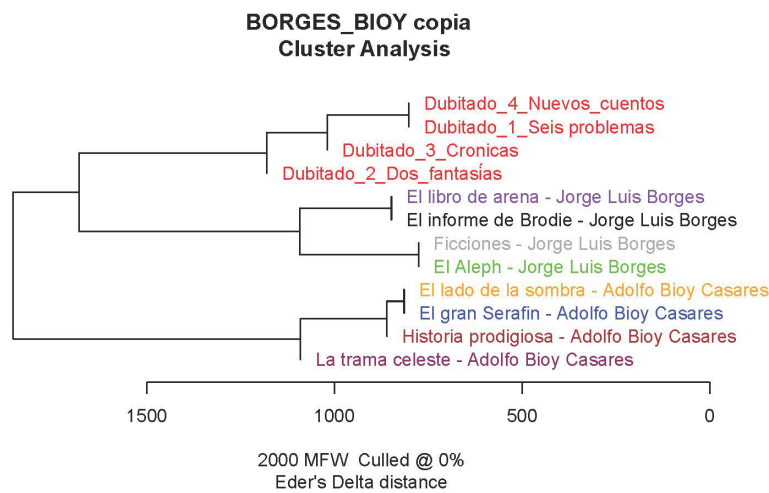 BORGES_BIOY copia
Cluster Analysis
Dubitado_4_Nuevos_cuentos
Dubitado_1_Seis problemas
Dubitado_3_Cronicas
Dubitado_2_Dos_fantasías
El libro de arena - Jorge Luis Borges
El informe de Brodie - Jorge Luis Borges
Ficciones - Jorge Luis Borges
El Aleph - Jorge Luis Borges
El lado de la sombra - Adolfo Bioy Casares
El gran Serafin - Adolfo Bioy Casares
Historia prodigiosa - Adolfo Bioy Casares
La trama celeste - Adolfo Bioy Casares
1500 1000 500 0
2000 MFW Culled @ 0%
Eder's Delta distance